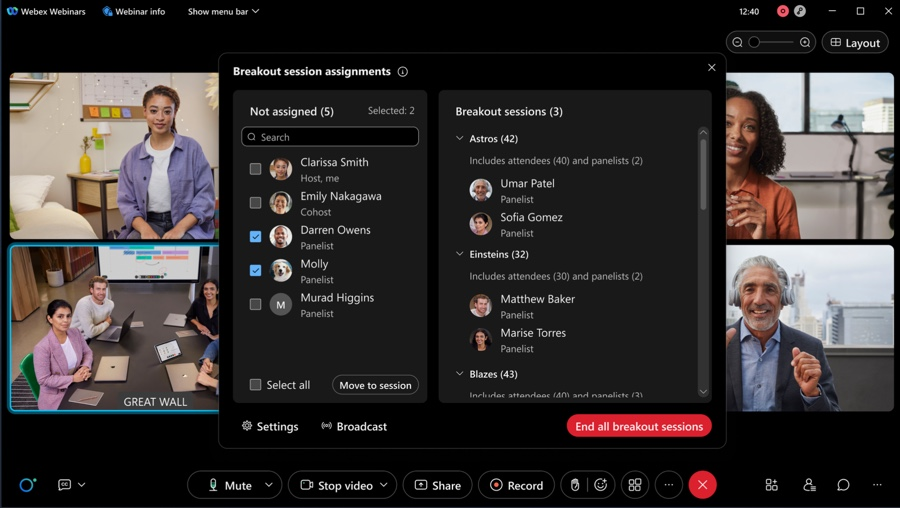 Webex Webinars
Webinar info
Show menu bar
12:40
Layout
Breakout session assignments
Not assigned (5)
Selected: 2
Search
Clarissa Smith
Host, me
Emily Nakagawa
Cohost
Darren Owens
Panelist
Molly
Panelist
M
Murad Higgins
Panelist
Select all
Move to session
Breakout sessions (3)
Astros (42)
Includes attendees (40) and panelists (2)
Umar Patel
Panelist
Sofia Gomez
Panelist
Einsteins (32)
Includes attendees (30) and panelists (2)
Matthew Baker
Panelist
Marise Torres
Panelist
Blazes (43)
Includes attendees (40) and panelists (3)
GREAT WALL
Settings
Broadcast
End all breakout sessions
CC
Mute
Stop video
Share
Record